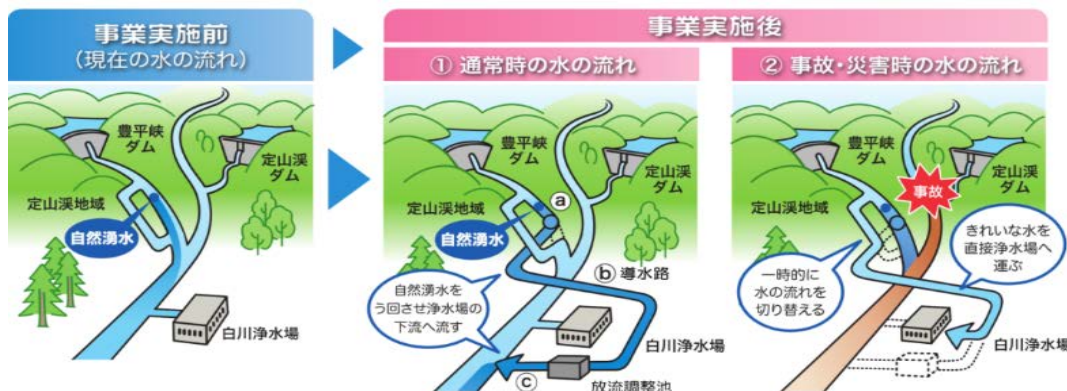 事業実施前
(現在の水の流れ)
豊平峡
ダム
定山渓
ダム
定山渓地域
自然湧水
白川浄水場
事業実施後
① 通常時の水の流れ
豊平峡
ダム
定山渓
ダム
ⓐ
定山渓地域
自然湧水
ⓑ 導水路
自然湧水を
う回させ浄水場の
下流へ流す
白川浄水場
ⓒ
放流調整池
② 事故・災害時の水の流れ
豊平峡
ダム
定山渓
ダム
事故
定山渓地域
きれいな水を
直接浄水場へ
運ぶ
一時的に
水の流れを
切り替える
白川浄水場